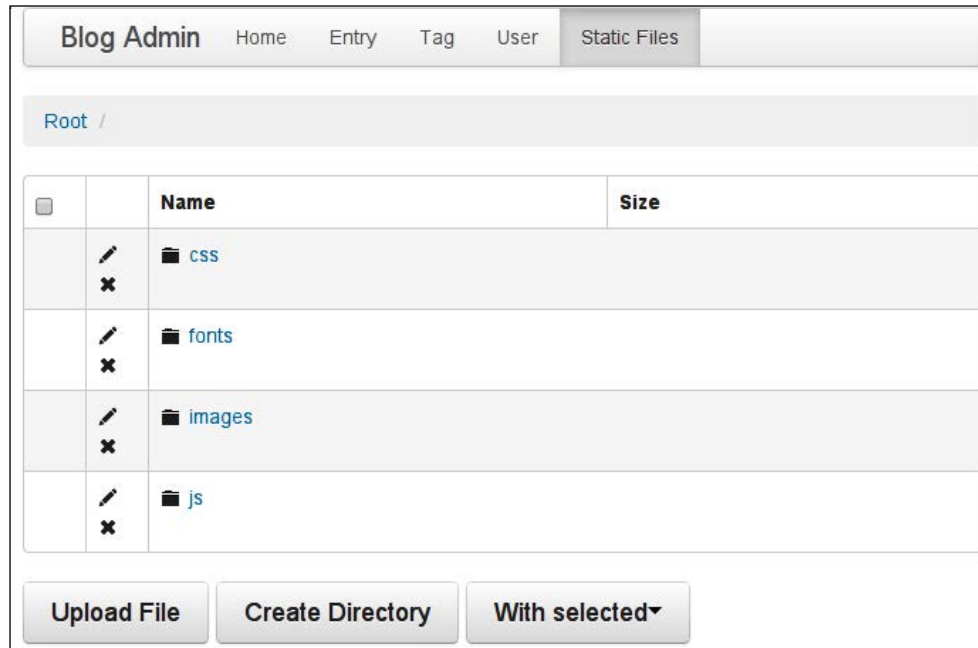 Blog Admin Home Entry Tag User Static Files
Root /
Name Size
css
fonts
images
js
Upload File Create Directory With selected